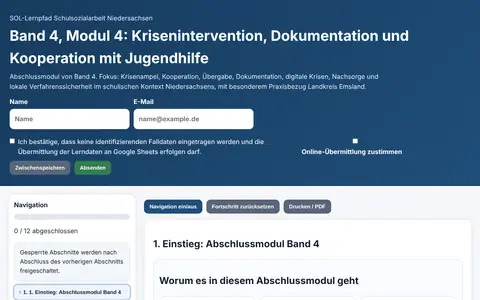 SOL-Lernpfad Schulsozialarbeit Niedersachsen
Band 4, Modul 4: Krisenintervention, Dokumentation und
Kooperation mit Jugendhilfe
Abschlussmodul von Band 4. Fokus: Krisenampel, Kooperation, Übergabe, Dokumentation, digitale Krisen, Nachsorge und
lokale Verfahrenssicherheit im schulischen Kontext Niedersachsens, mit besonderem Praxisbezug Landkreis Emsland.
Name E-Mail
Name name@example.de
Ich bestätige, dass keine identifizierenden Falldaten eingetragen werden und die
Übermittlung der Lerndaten an Google Sheets erfolgen darf.
Online-Übermittlung zustimmen
Zwischenspeichern Absenden
Navigation
0 / 12 abgeschlossen
Gesperrte Abschnitte werden nach
Abschluss des vorherigen Abschnitts
freigeschaltet.
1. 1. Einstieg: Abschlussmodul Band 4
Navigation ein/aus Fortschritt zurücksetzen Drucken / PDF
1. Einstieg: Abschlussmodul Band 4
Worum es in diesem Abschlussmodul geht